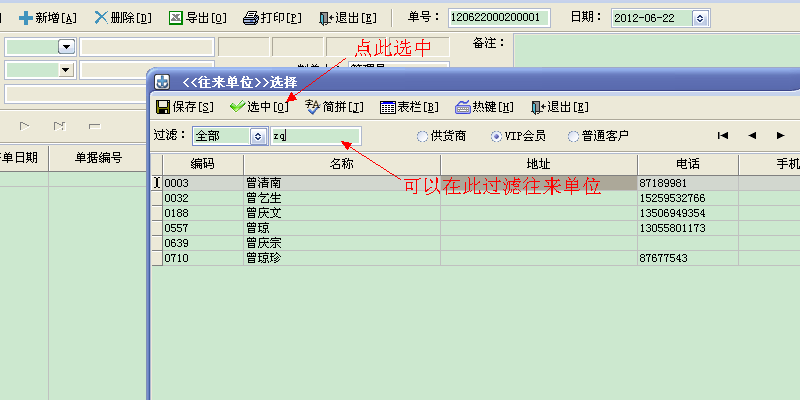 新增[A] 删除[D] 导出[O] 打印[P] 退出[E] 单号： 120622000200001 日期： 2012-06-22
点此选中 备注：
<<往来单位>>选择
保存[S] 选中[O] 简拼[J] 表栏[B] 热键[H] 退出[E]
过滤： 全部 zq 供货商 VIP会员 普通客户
单日期 单据编号 编码 名称 地址 电话 手机
可以在此过滤往来单位
0003 曾清南 87189981
0032 曾乞生 15259532766
0188 曾庆文 13506949354
0557 曾琼 13055801173
0639 曾庆宗
0710 曾琼珍 87677543